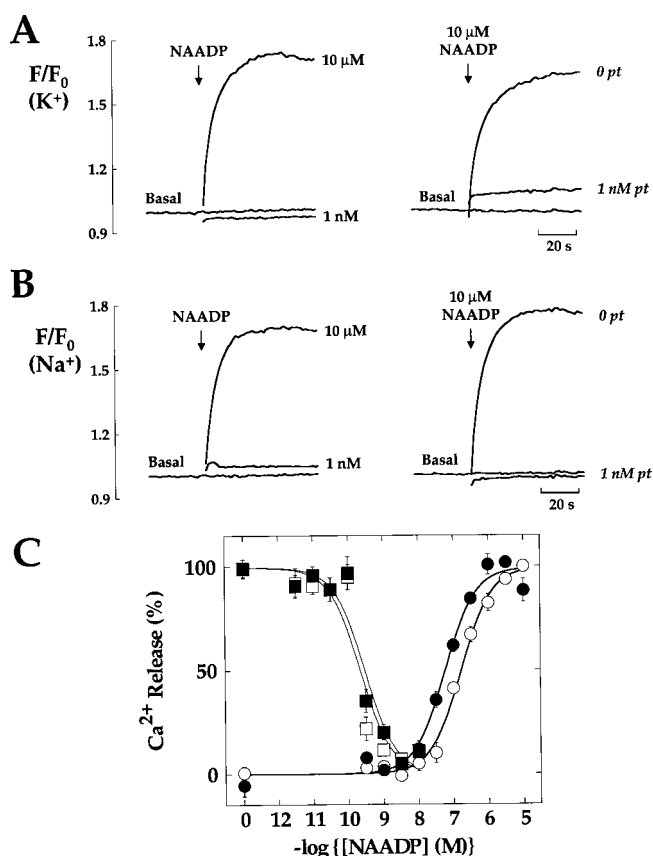 A
F/F0
(K+)
1.8
1.5
1.2
0.9
NAADP
10 µM
Basal
1 nM
10 µM
NAADP
0 pt
Basal
1 nM pt
20 s
B
F/F0
(Na+)
1.8
1.5
1.2
0.9
NAADP
10 µM
Basal
1 nM
10 µM
NAADP
0 pt
Basal
1 nM pt
20 s
C
Ca2+ Release (%)
100
50
0
0 12 11 10 9 8 7 6 5
-log{[NAADP] (M)}